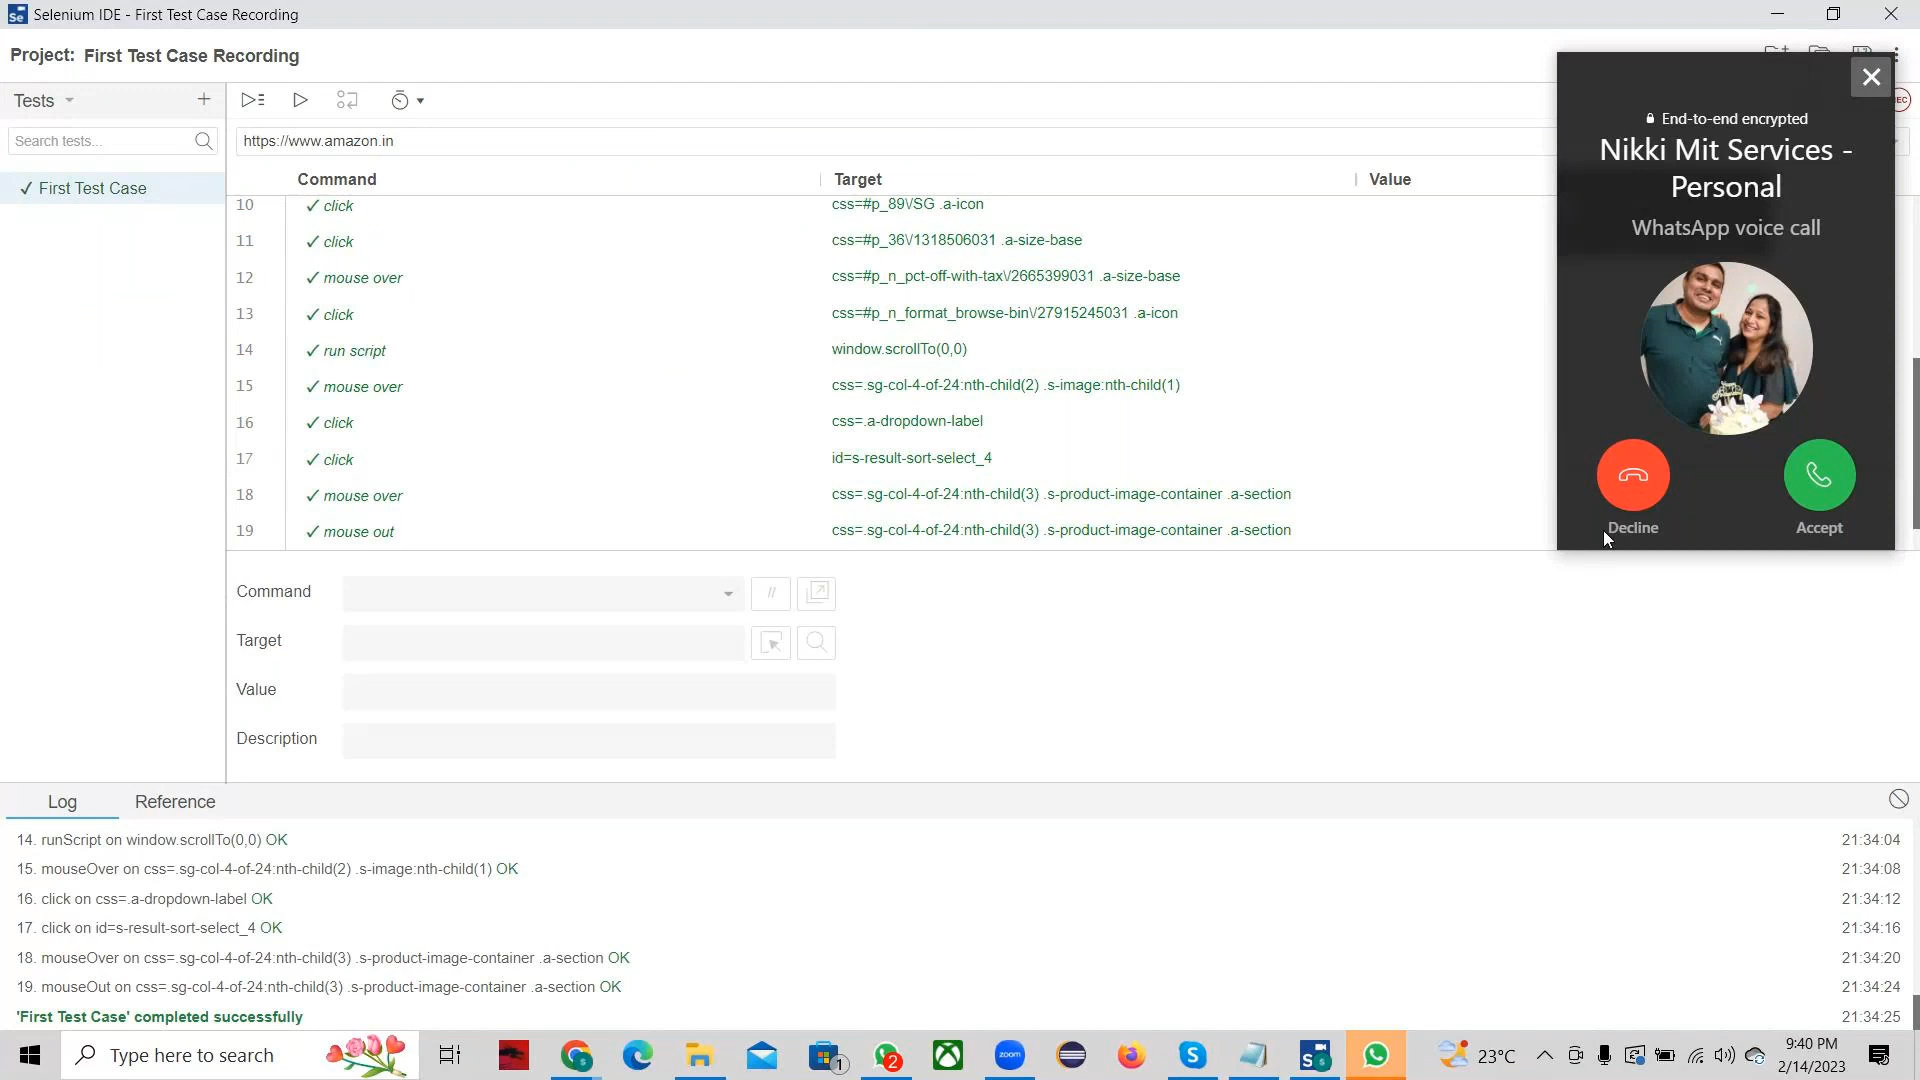 Selenium IDE - First Test Case Recording
Project: First Test Case Recording
Tests
Search tests...
https://www.amazon.in
✓ First Test Case
Command Target Value
10 ✓ click css=#p_89\/SG .a-icon
11 ✓ click css=#p_36\/1318506031 .a-size-base
12 ✓ mouse over css=#p_n_pct-off-with-tax\/2665399031 .a-size-base
13 ✓ click css=#p_n_format_browse-bin\/27915245031 .a-icon
14 ✓ run script window.scrollTo(0,0)
15 ✓ mouse over css=.sg-col-4-of-24:nth-child(2) .s-image:nth-child(1)
16 ✓ click css=.a-dropdown-label
17 ✓ click id=s-result-sort-select_4
18 ✓ mouse over css=.sg-col-4-of-24:nth-child(3) .s-product-image-container .a-section
19 ✓ mouse out css=.sg-col-4-of-24:nth-child(3) .s-product-image-container .a-section
End-to-end encrypted
Nikki Mit Services -
Personal
WhatsApp voice call
Decline Accept
Command //
Target
Value
Description
Log Reference
14. runScript on window.scrollTo(0,0) OK 21:34:04
15. mouseOver on css=.sg-col-4-of-24:nth-child(2) .s-image:nth-child(1) OK 21:34:08
16. click on css=.a-dropdown-label OK 21:34:12
17. click on id=s-result-sort-select_4 OK 21:34:16
18. mouseOver on css=.sg-col-4-of-24:nth-child(3) .s-product-image-container .a-section OK 21:34:20
19. mouseOut on css=.sg-col-4-of-24:nth-child(3) .s-product-image-container .a-section OK 21:34:24
'First Test Case' completed successfully 21:34:25
Type here to search
1
2
zoom
23°C
9:40 PM
2/14/2023